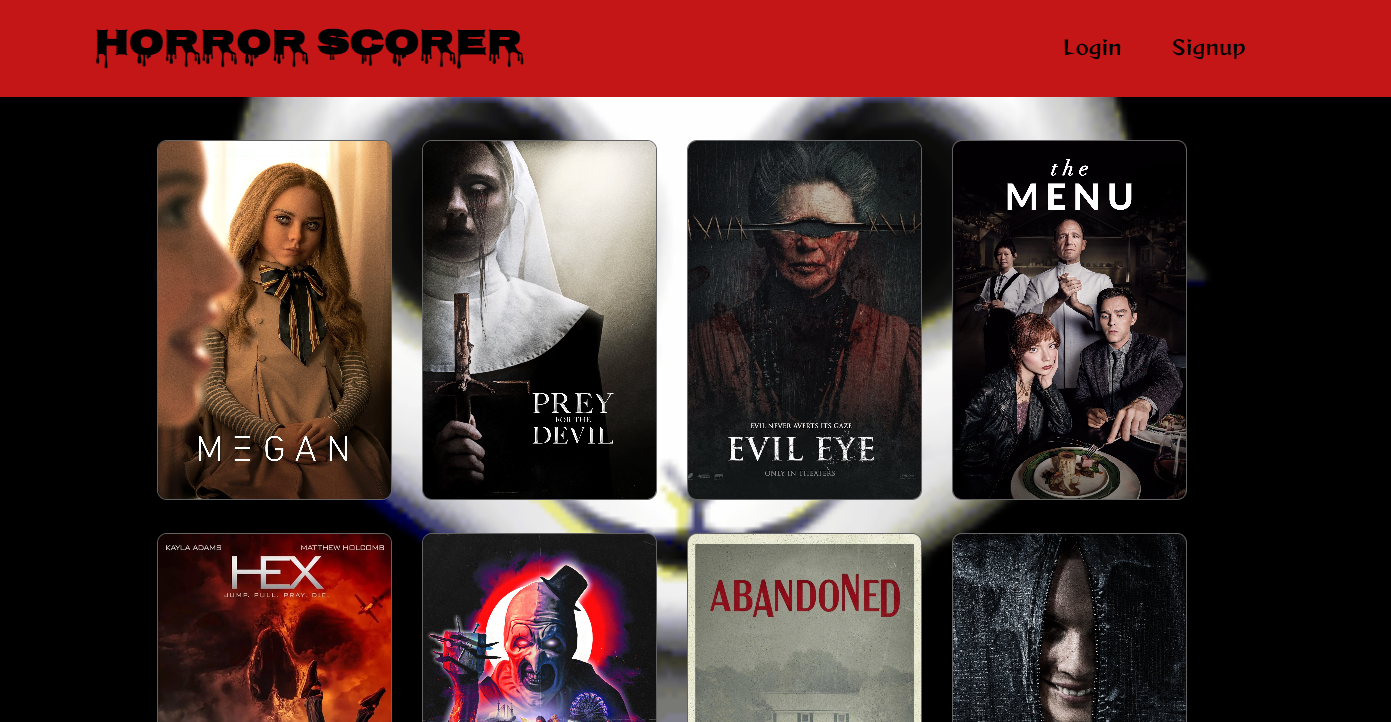 HORROR SCORER
Login
Signup
MEGAN
PREY
FOR THE
DEVIL
EVIL NEVER AVERTS ITS GAZE
EVIL EYE
ONLY IN THEATERS
the
MENU
KAYLA ADAMS
MATTHEW HOLCOMB
HEX
JUMP. PULL. PRAY. DIE.
ABANDONED